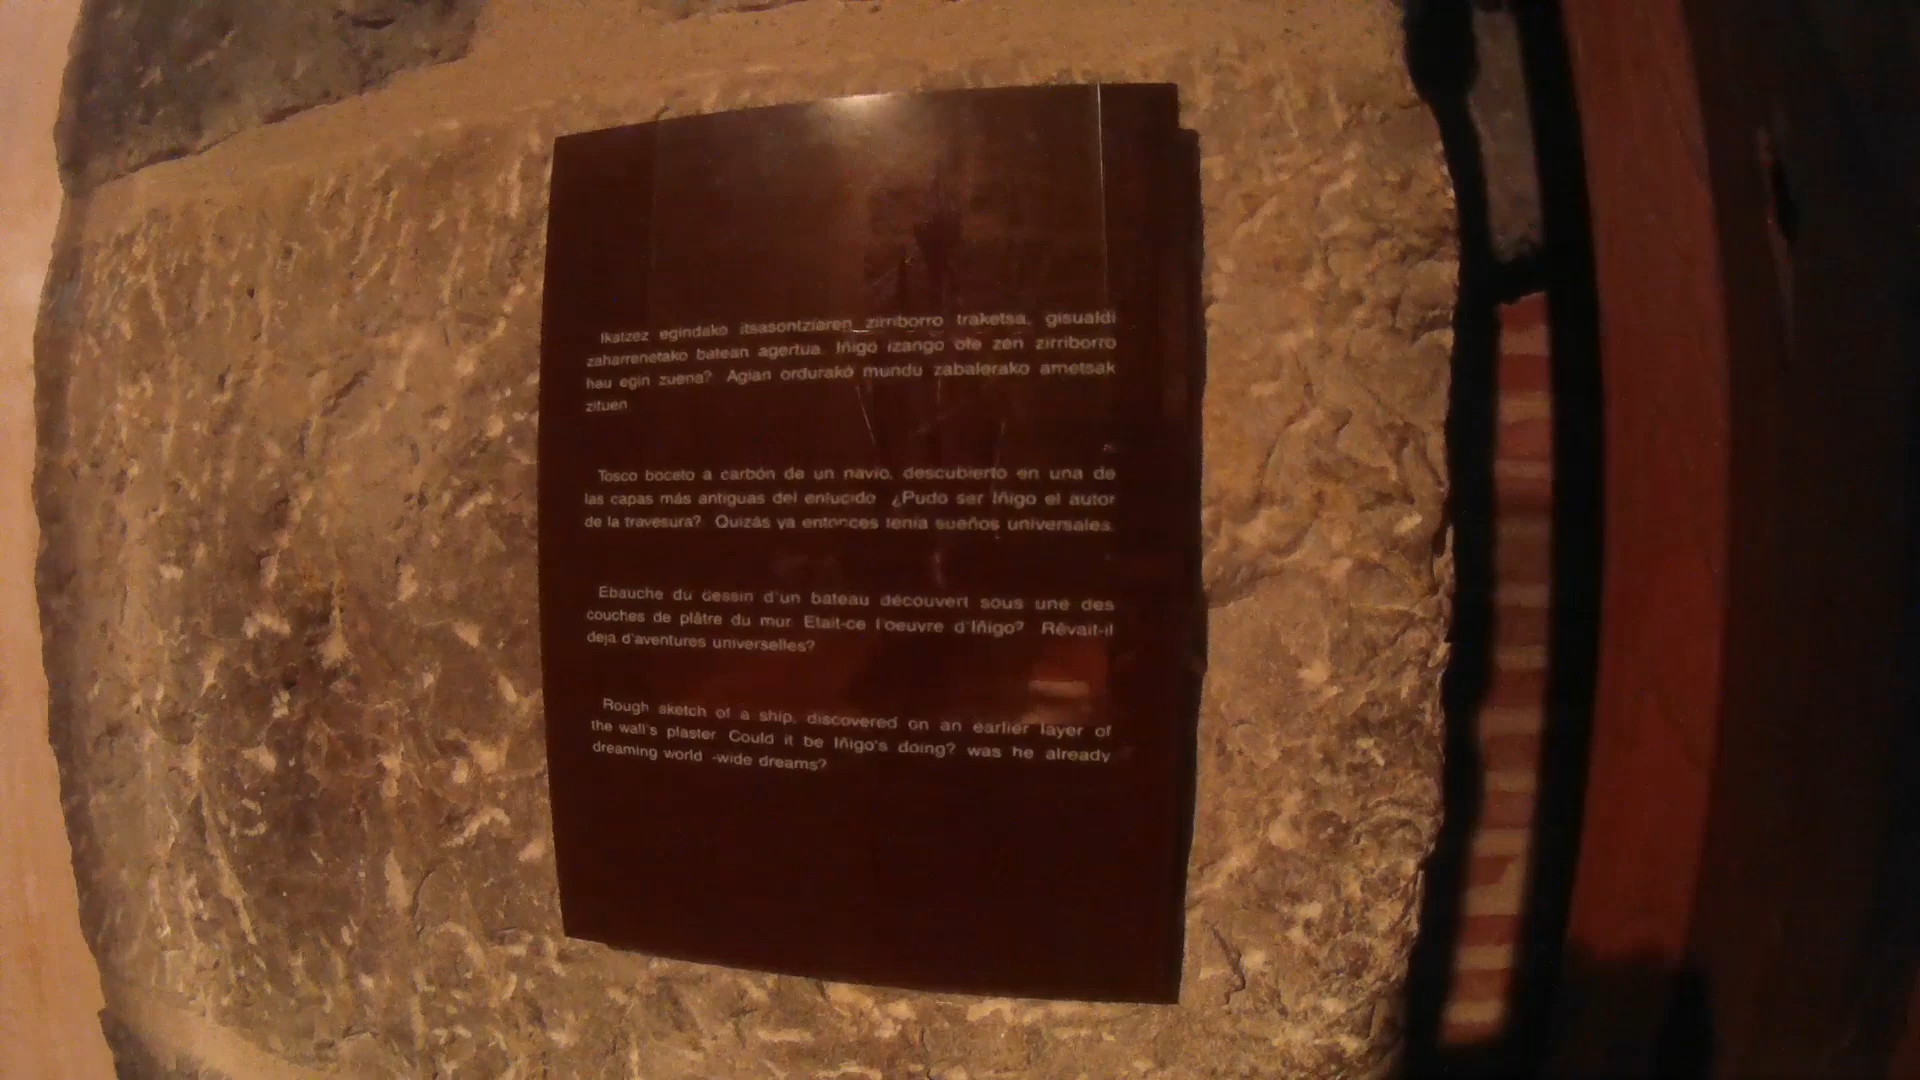 Ikatzez egindako itsasontziaren zirriborro traketsa, gisualdi
zaharrenetako batean agertua. Iñigo izango ote zen zirriborro
hau egin zuena? Agian ordurako mundu zabalerako ametsak
zituen
Tosco boceto a carbón de un navío, descubierto en una de
las capas más antiguas del enlucido ¿Pudo ser Iñigo el autor
de la travesura? Quizás ya entonces tenía sueños universales.
Ebauche du dessin d'un bateau découvert sous une des
couches de plâtre du mur. Etait-ce l'oeuvre d'Iñigo? Rêvait-il
deja d'aventures universelles?
Rough sketch of a ship, discovered on an earlier layer of
the wall's plaster. Could it be Iñigo's doing? was he already
dreaming world -wide dreams?